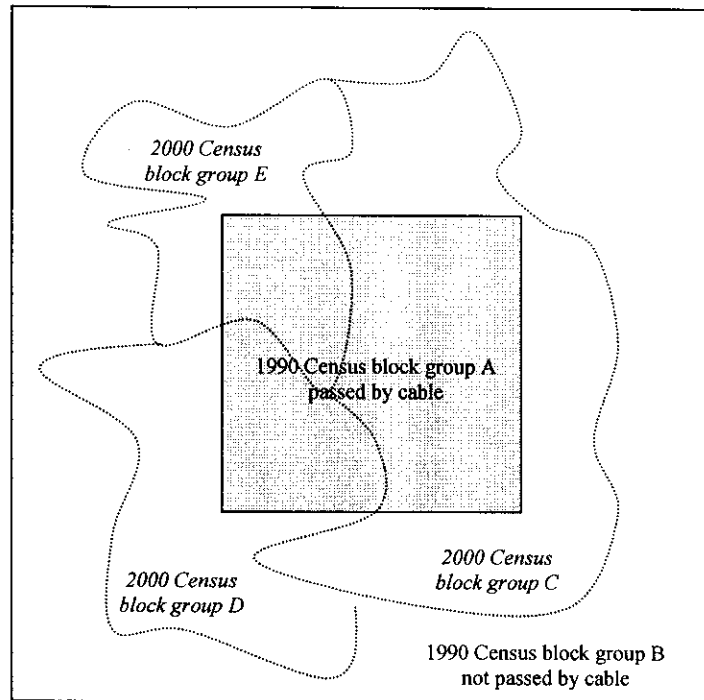 2000 Census
block group E
1990 Census block group A
passed by cable
2000 Census
block group C
2000 Census
block group D
1990 Census block group B
not passed by cable